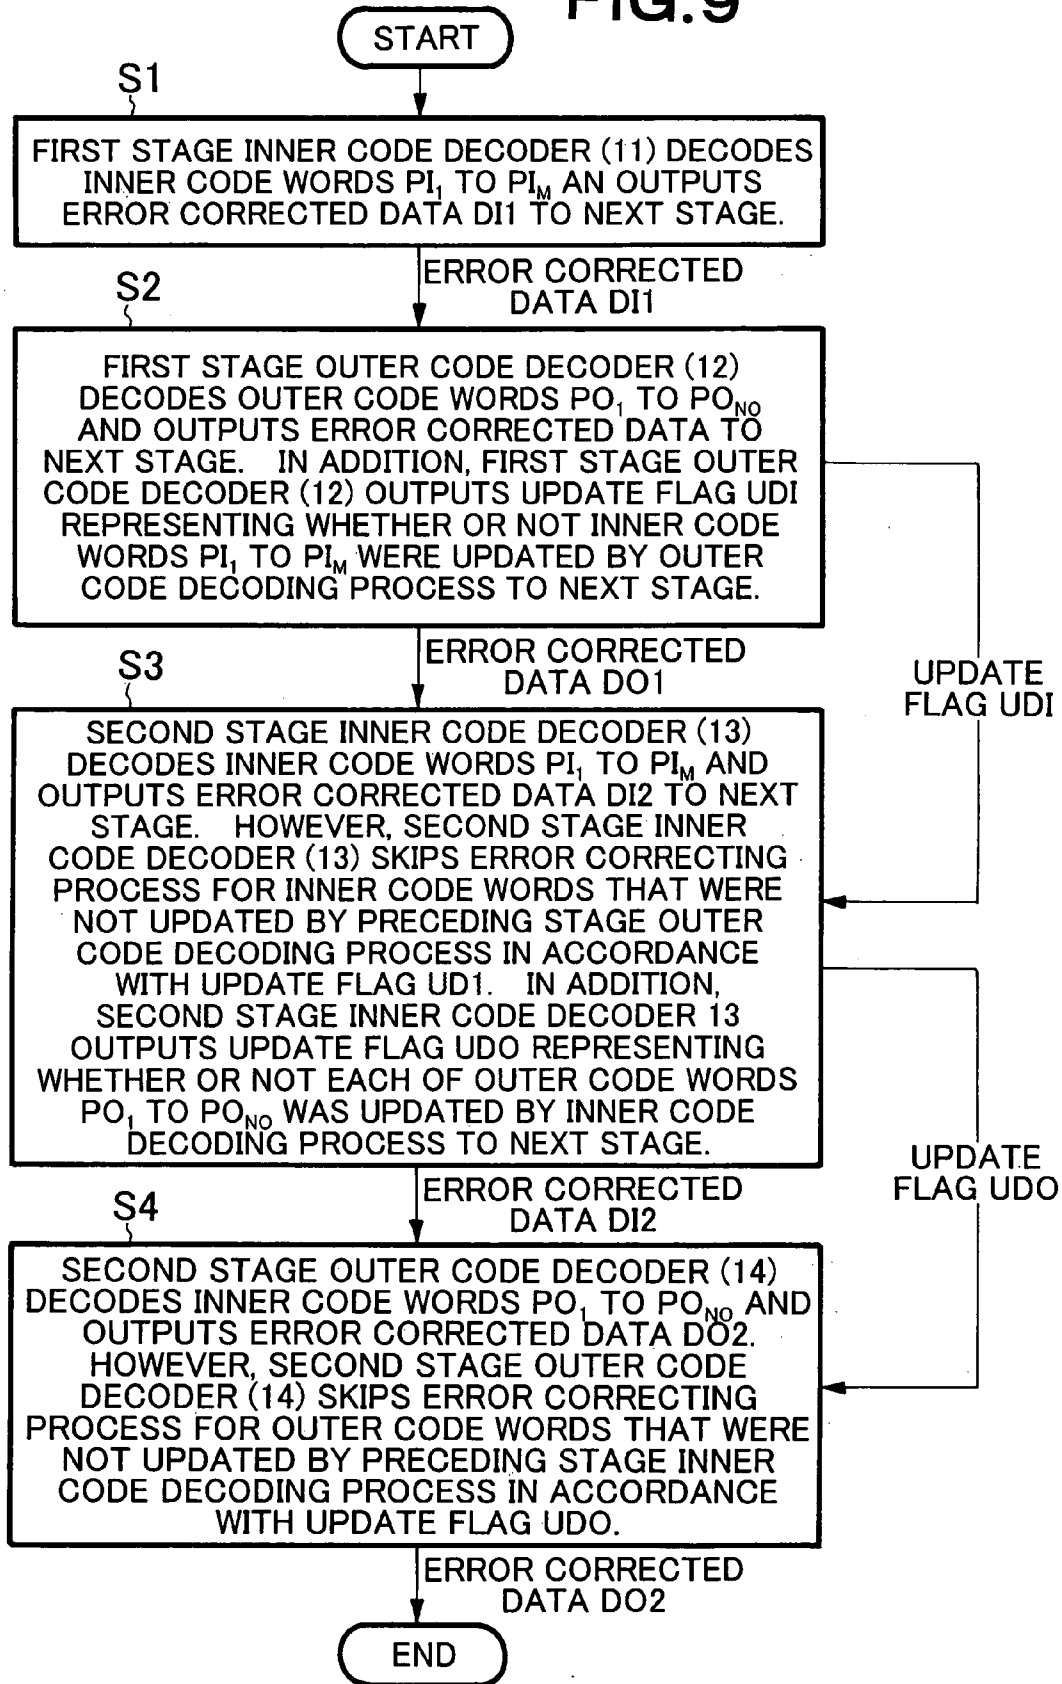 FIG.9
START
S1
FIRST STAGE INNER CODE DECODER (11) DECODES
INNER CODE WORDS PI₁ TO PI_M AN OUTPUTS
ERROR CORRECTED DATA DI1 TO NEXT STAGE.
ERROR CORRECTED
DATA DI1
S2
FIRST STAGE OUTER CODE DECODER (12)
DECODES OUTER CODE WORDS PO₁ TO PO_NO
AND OUTPUTS ERROR CORRECTED DATA TO
NEXT STAGE. IN ADDITION, FIRST STAGE OUTER
CODE DECODER (12) OUTPUTS UPDATE FLAG UDI
REPRESENTING WHETHER OR NOT INNER CODE
WORDS PI₁ TO PI_M WERE UPDATED BY OUTER
CODE DECODING PROCESS TO NEXT STAGE.
ERROR CORRECTED
DATA DO1
UPDATE
FLAG UDI
S3
SECOND STAGE INNER CODE DECODER (13)
DECODES INNER CODE WORDS PI₁ TO PI_M AND
OUTPUTS ERROR CORRECTED DATA DI2 TO NEXT
STAGE. HOWEVER, SECOND STAGE INNER
CODE DECODER (13) SKIPS ERROR CORRECTING
PROCESS FOR INNER CODE WORDS THAT WERE
NOT UPDATED BY PRECEDING STAGE OUTER
CODE DECODING PROCESS IN ACCORDANCE
WITH UPDATE FLAG UD1. IN ADDITION,
SECOND STAGE INNER CODE DECODER 13
OUTPUTS UPDATE FLAG UDO REPRESENTING
WHETHER OR NOT EACH OF OUTER CODE WORDS
PO₁ TO PO_NO WAS UPDATED BY INNER CODE
DECODING PROCESS TO NEXT STAGE.
UPDATE
FLAG UDO
ERROR CORRECTED
DATA DI2
S4
SECOND STAGE OUTER CODE DECODER (14)
DECODES INNER CODE WORDS PO₁ TO PO_NO AND
OUTPUTS ERROR CORRECTED DATA DO2.
HOWEVER, SECOND STAGE OUTER CODE
DECODER (14) SKIPS ERROR CORRECTING
PROCESS FOR OUTER CODE WORDS THAT WERE
NOT UPDATED BY PRECEDING STAGE INNER
CODE DECODING PROCESS IN ACCORDANCE
WITH UPDATE FLAG UDO.
ERROR CORRECTED
DATA DO2
END